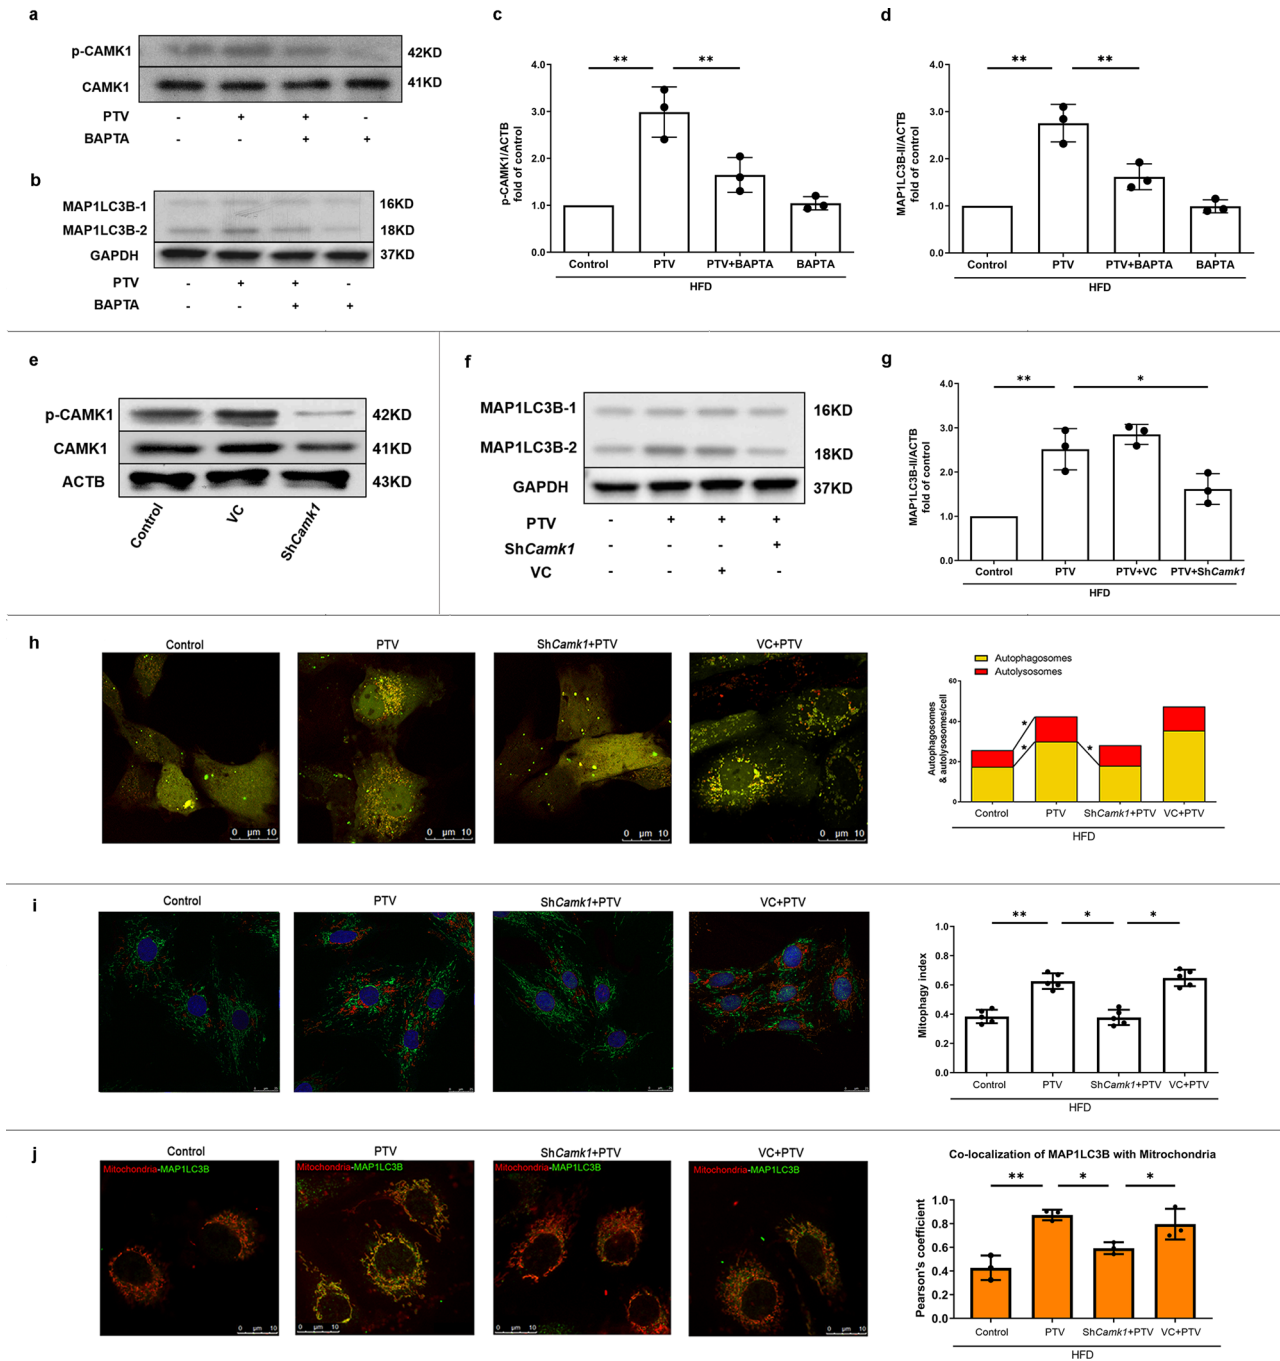 a
p-CAMK1
42KD
CAMK1
41KD
PTV - + + -
BAPTA - - + +
b
MAP1LC3B-1
16KD
MAP1LC3B-2
18KD
GAPDH
37KD
PTV - + + -
BAPTA - - + +
c
** **
p-CAMK1/ACTB
fold of control
4.0
3.0
2.0
1.0
0.0
Control PTV PTV+BAPTA BAPTA
HFD
d
** **
MAP1LC3B-II/ACTB
fold of control
4.0
3.0
2.0
1.0
0.0
Control PTV PTV+BAPTA BAPTA
HFD
e
p-CAMK1
42KD
CAMK1
41KD
ACTB
43KD
Control VC ShCamk1
f
MAP1LC3B-1
16KD
MAP1LC3B-2
18KD
GAPDH
37KD
PTV - + + +
ShCamk1 - - - +
VC - - + -
g
** *
MAP1LC3B-II/ACTB
fold of control
4.0
3.0
2.0
1.0
0.0
Control PTV PTV+VC PTV+ShCamk1
HFD
h
Control PTV ShCamk1+PTV VC+PTV
0 µm 10
0 µm 10
0 µm 10
0 µm 10
Autophagosomes
Autolysosomes
Autophagosomes
& autolysosomes/cell
60
40
20
0
* * *
Control PTV ShCamk1+PTV VC+PTV
HFD
i
Control PTV ShCamk1+PTV VC+PTV
** * *
Mitophagy index
1.0
0.8
0.6
0.4
0.2
0.0
Control PTV ShCamk1+PTV VC+PTV
HFD
j
Control PTV ShCamk1+PTV VC+PTV
Mitochondria-MAP1LC3B
Mitochondria-MAP1LC3B
Mitochondria-MAP1LC3B
Mitochondria-MAP1LC3B
0 µm 10
0 µm 10
0 µm 10
0 µm 10
Co-localization of MAP1LC3B with Mitrochondria
** * *
Pearson's coefficient
1.0
0.8
0.6
0.4
0.2
0.0
Control PTV ShCamk1+PTV VC+PTV
HFD